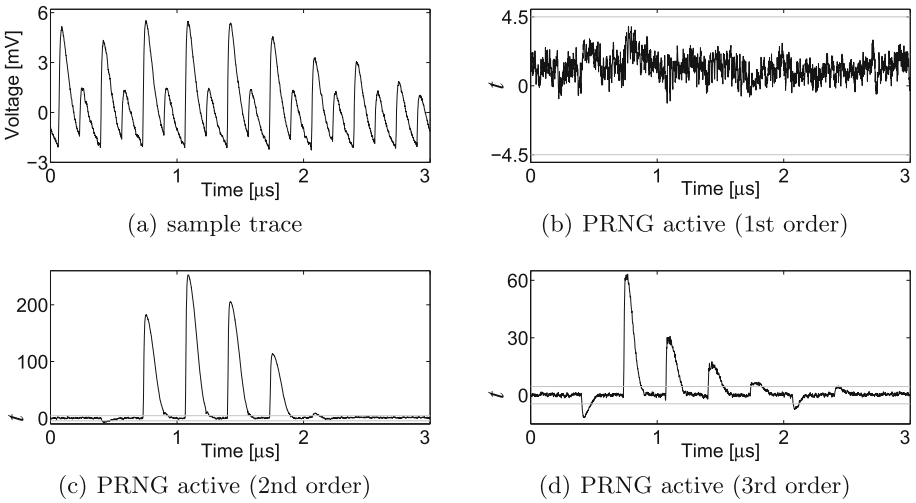 6
3
0
−3
Voltage [mV]
0
1
2
3
Time [µs]
(a) sample trace
4.5
0
−4.5
t
0
1
2
3
Time [µs]
(b) PRNG active (1st order)
200
100
0
t
0
1
2
3
Time [µs]
(c) PRNG active (2nd order)
60
30
0
t
0
1
2
3
Time [µs]
(d) PRNG active (3rd order)